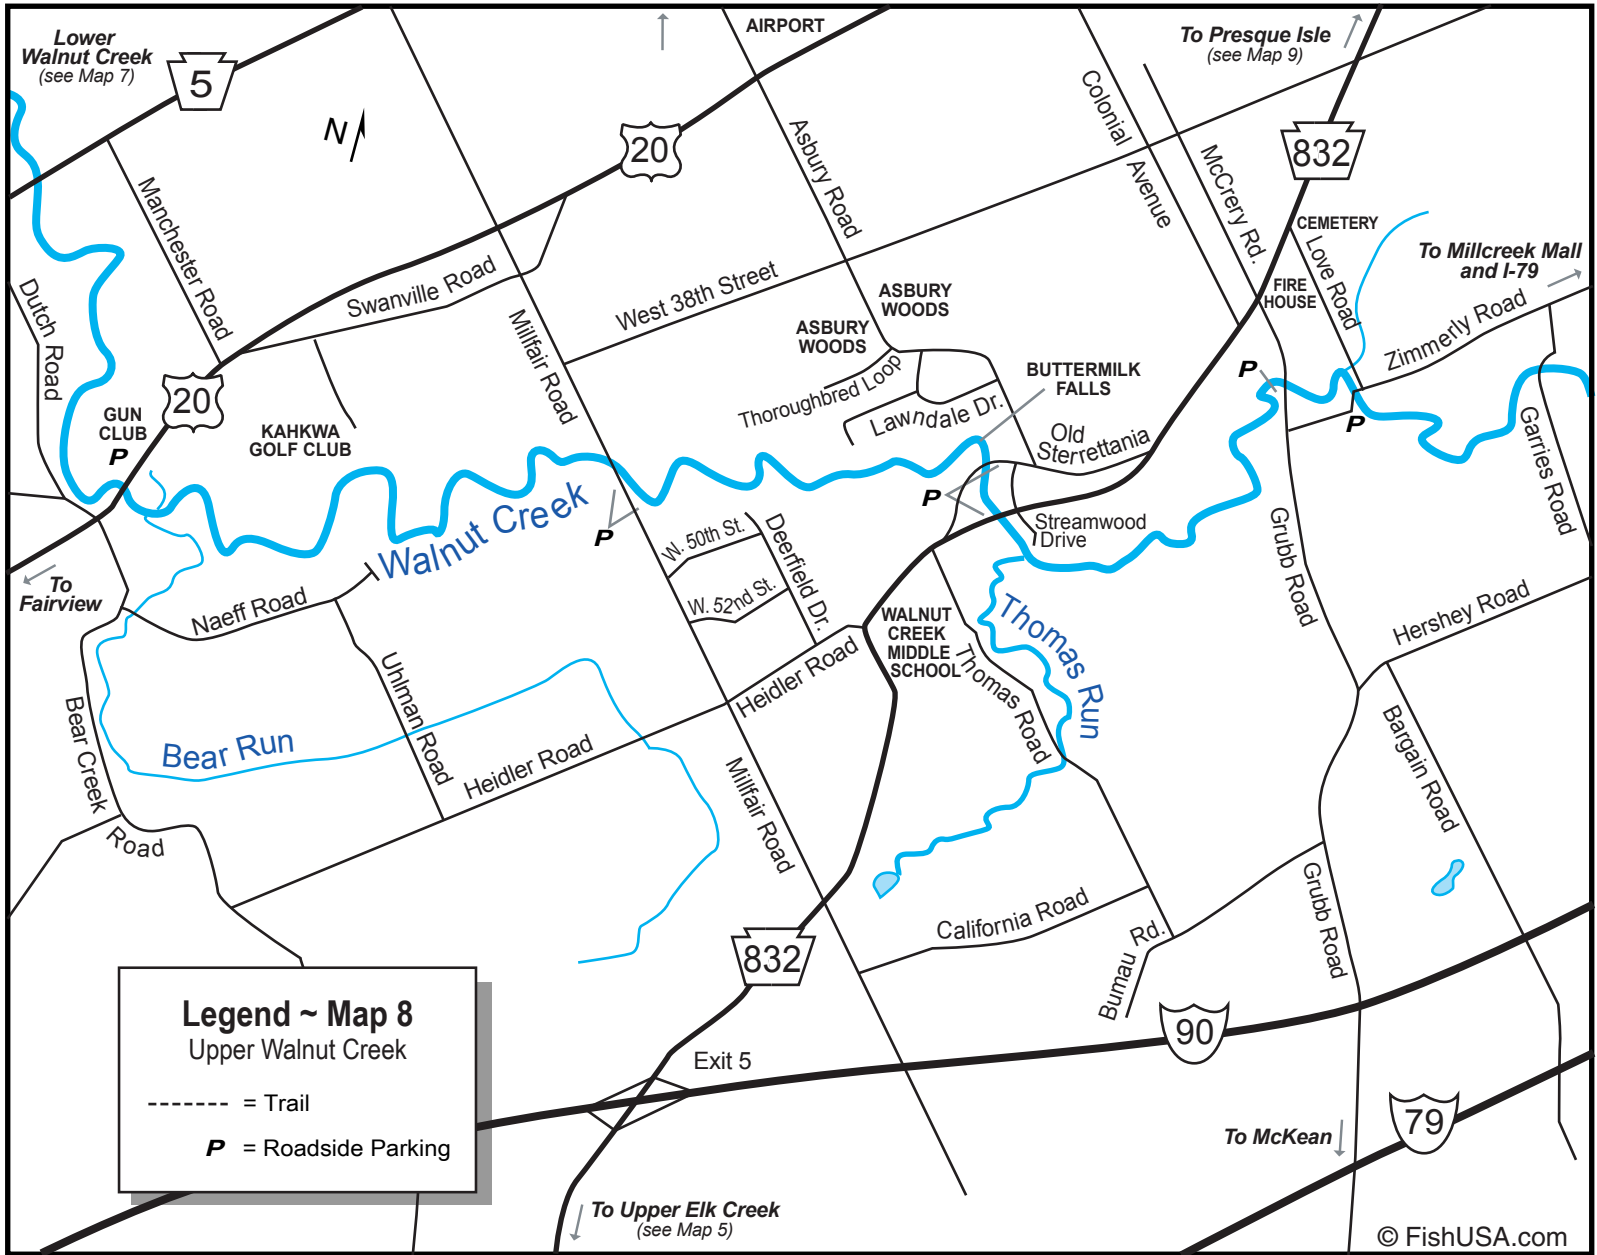 Lower
Walnut Creek
(see Map 7)
5
N
AIRPORT
20
To Presque Isle
(see Map 9)
832
Colonial
Avenue
McCrery Rd.
Asbury Road
Manchester Road
Dutch Road
Swanville Road
Millfair Road
West 38th Street
CEMETERY
Love Road
FIRE
HOUSE
To Millcreek Mall
and I-79
Zimmerly Road
ASBURY
WOODS
ASBURY
WOODS
Thoroughbred Loop
Lawndale Dr.
BUTTERMILK
FALLS
Old
Sterrettania
P
P
Garries Road
20
GUN
CLUB
P
KAHKWA
GOLF CLUB
Walnut Creek
P
P
Streamwood
Drive
W. 50th St.
W. 52nd St.
Deerfield Dr.
Grubb Road
Hershey Road
To
Fairview
Naeff Road
Uhlman Road
Bear Run
Bear Creek
Road
Heidler Road
Heidler Road
WALNUT
CREEK
MIDDLE
SCHOOL
Thomas Road
Thomas Run
Millfair Road
Bargain Road
California Road
Bumau Rd.
Grubb Road
832
90
Exit 5
79
To McKean
To Upper Elk Creek
(see Map 5)
Legend ~ Map 8
Upper Walnut Creek
------- = Trail
P = Roadside Parking
© FishUSA.com